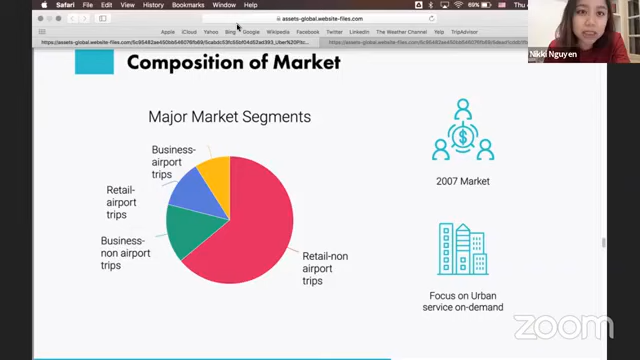 Safari File Edit View History Bookmarks Window Help
69%
assets-global.website-files.com
Apple iCloud Yahoo Bing Google Wikipedia Facebook Twitter LinkedIn The Weather Channel Yelp TripAdvisor
Nikki Nguyen
Composition of Market
Major Market Segments
Business-
airport
trips
Retail-
airport
trips
Business-
non airport
trips
Retail-non
airport
trips
2007 Market
Focus on Urban
service on-demand
zoom